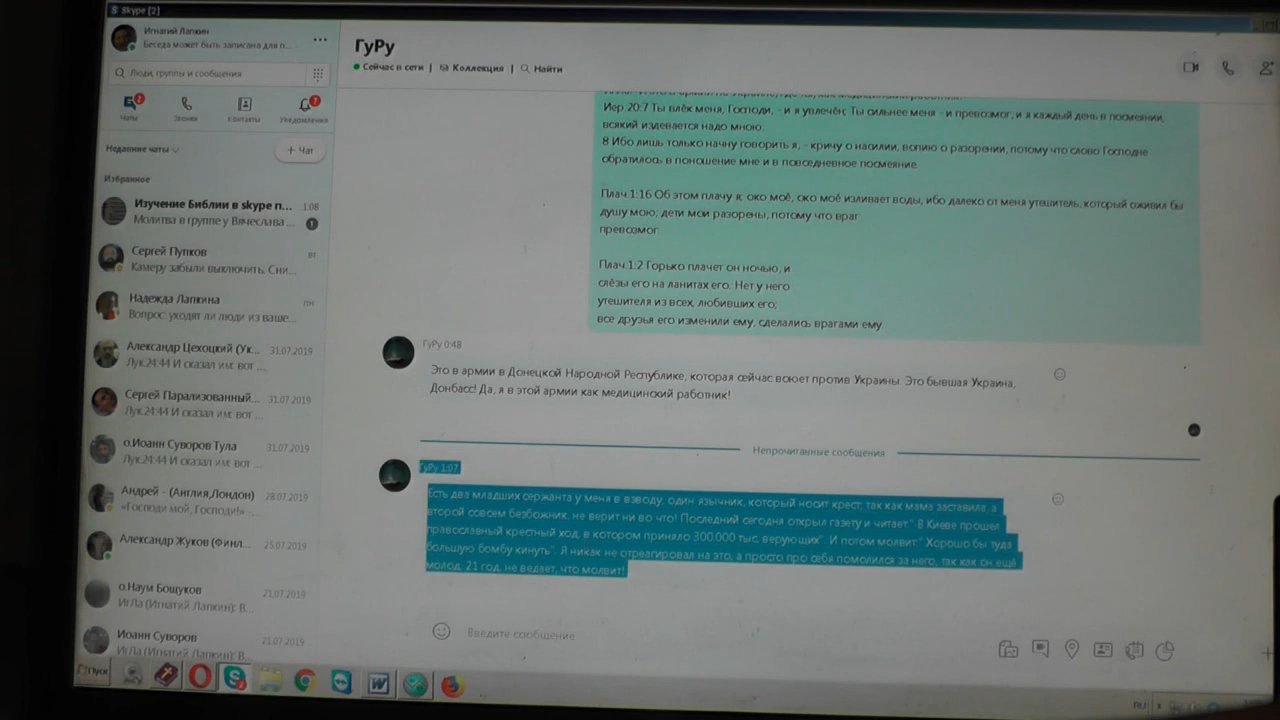 Skype [2]
Игнатий Лапкин
Беседа может быть записана для п...
Люди, группы и сообщения
2
1
Чаты
Звонки
Контакты
Уведомления
Недавние чаты
+ Чат
Избранное
Изучение Библии в skype п...
1:08
Молитва в группе у Вячеслава ...
1
Сергей Пупков
вт
Камеру забыли выключить. Сни...
Надежда Лапкина
пн
Вопрос: уходят ли люди из ваше...
Александр Цехоцкий (Ук...
31.07.2019
Лук.24:44 И сказал им: вот ...
Сергей Парализованный...
31.07.2019
Лук.24:44 И сказал им: вот ...
о.Иоанн Суворов Тула
31.07.2019
Лук.24:44 И сказал им: вот ...
Андрей - (Англия,Лондон)
28.07.2019
«Господи мой, Господи!» ...
Александр Жуков (Финл...
25.07.2019
о.Наум Бощуков
21.07.2019
ИгЛа (Игнатий Лапкин): В...
Иоанн Суворов
21.07.2019
ИгЛа (Игнатий Лапкин): В...
ГуРу
Сейчас в сети | Коллекция | Найти
Иер 20:7 Ты влёк меня, Господи, - и я увлечён; Ты сильнее меня - и превозмог, и я каждый день в посмеянии,
всякий издевается надо мною;
8 Ибо лишь только начну говорить я, - кричу о насилии, вопию о разорении, потому что слово Господне
обратилось в поношение мне и в повседневное посмеяние.
Плач.1:16 Об этом плачу я; око моё, око моё изливает воды, ибо далеко от меня утешитель, который оживил бы
душу мою; дети мои разорены, потому что враг
превозмог.
Плач.1:2 Горько плачет он ночью, и
слёзы его на ланитах его. Нет у него
утешителя из всех, любивших его;
все друзья его изменили ему, сделались врагами ему.
ГуРу 0:48
Это в армии в Донецкой Народной Республике, которая сейчас воюет против Украины. Это бывшая Украина,
Донбасс! Да, я в этой армии как медицинский работник!
Непрочитанные сообщения
ГуРу 1:07
Есть два младших сержанта у меня в взводу, один язычник, который носит крест, так как мама заставила, а
второй совсем безбожник, не верит ни во что! Последний сегодня открыл газету и читает:" В Киеве прошел
православный крестный ход, в котором приняло 300.000 тыс. верующих". И потом молвит:" Хорошо бы туда
большую бомбу кинуть". Я никак не отреагировал на это, а просто про себя помолился за него, так как он ещё
молод, 21 год, не ведает, что молвит!
Введите сообщение
Пуск
W
RU